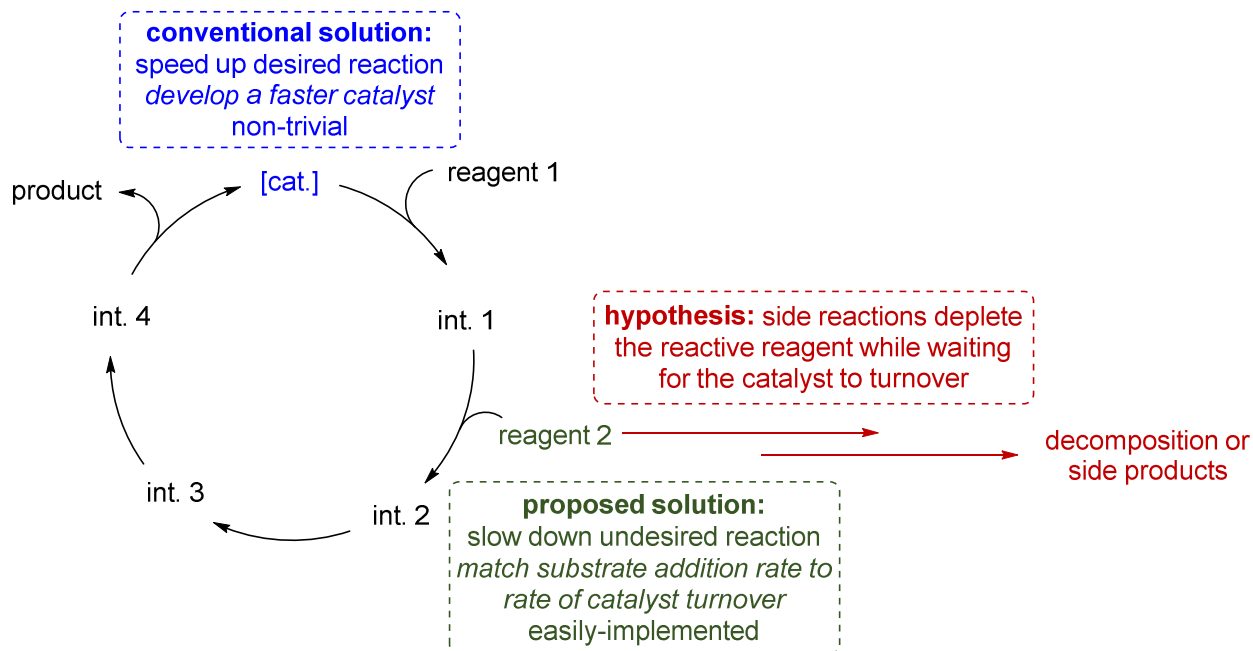 conventional solution:
speed up desired reaction
develop a faster catalyst
non-trivial
product
[cat.]
reagent 1
int. 4
int. 1
hypothesis: side reactions deplete
the reactive reagent while waiting
for the catalyst to turnover
reagent 2
decomposition or
side products
int. 3
int. 2
proposed solution:
slow down undesired reaction
match substrate addition rate to
rate of catalyst turnover
easily-implemented